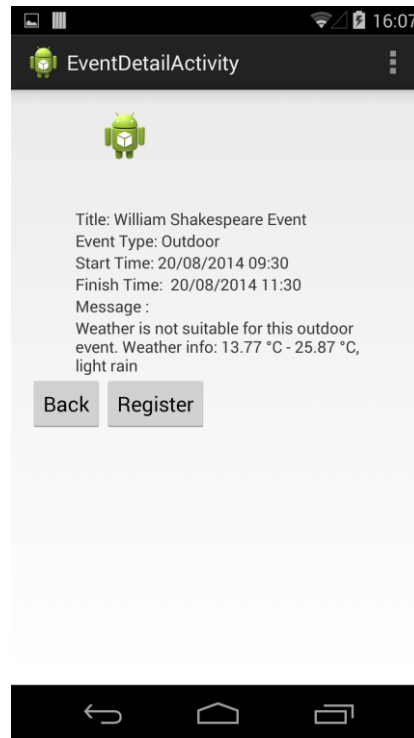 16:07
EventDetailActivity
Title: William Shakespeare Event
Event Type: Outdoor
Start Time: 20/08/2014 09:30
Finish Time: 20/08/2014 11:30
Message :
Weather is not suitable for this outdoor
event. Weather info: 13.77 °C - 25.87 °C,
light rain
Back Register